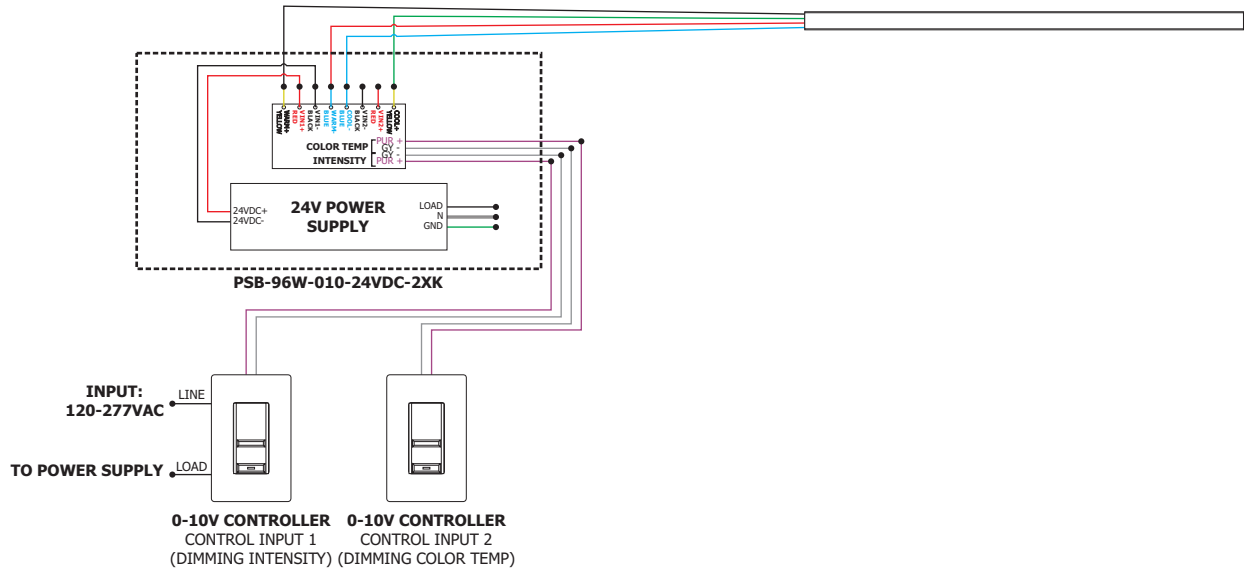 WARM+
YELLOW
VIN1+
RED
VIN1-
BLACK
WARM+
BLUE
COOL-
BLUE
VIN2-
BLACK
VIN2+
RED
COOL+
YELLOW
COLOR TEMP
PUR +
GY -
GY -
INTENSITY
PUR +
24VDC+
24VDC-
24V POWER
SUPPLY
LOAD
N
GND
PSB-96W-010-24VDC-2XK
INPUT:
120-277VAC
LINE
TO POWER SUPPLY
LOAD
0-10V CONTROLLER
CONTROL INPUT 1
(DIMMING INTENSITY)
0-10V CONTROLLER
CONTROL INPUT 2
(DIMMING COLOR TEMP)